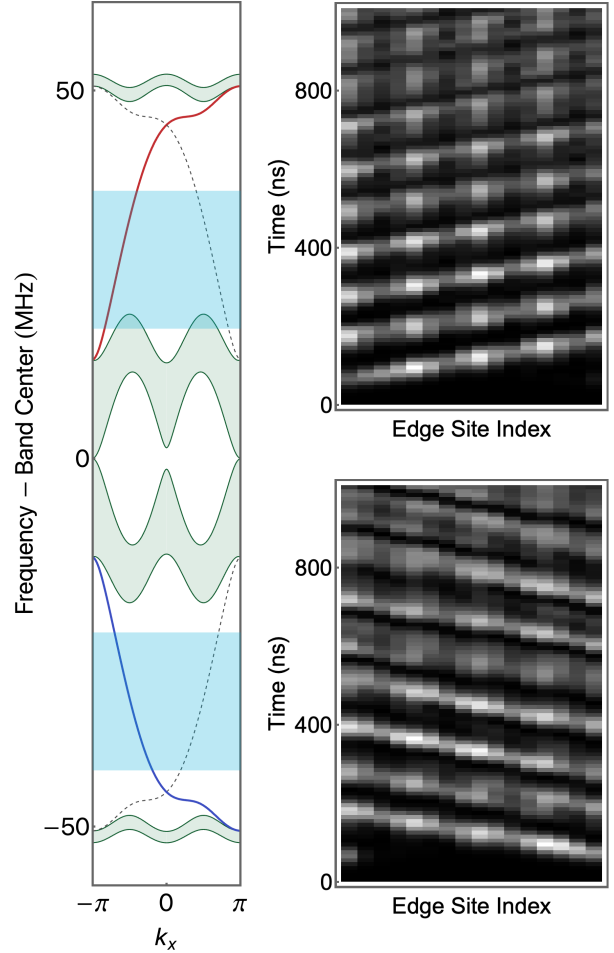 Frequency – Band Center (MHz)
50
0
−50
−π 0 π
kx
Time (ns)
800
400
0
Edge Site Index
Time (ns)
800
400
0
Edge Site Index